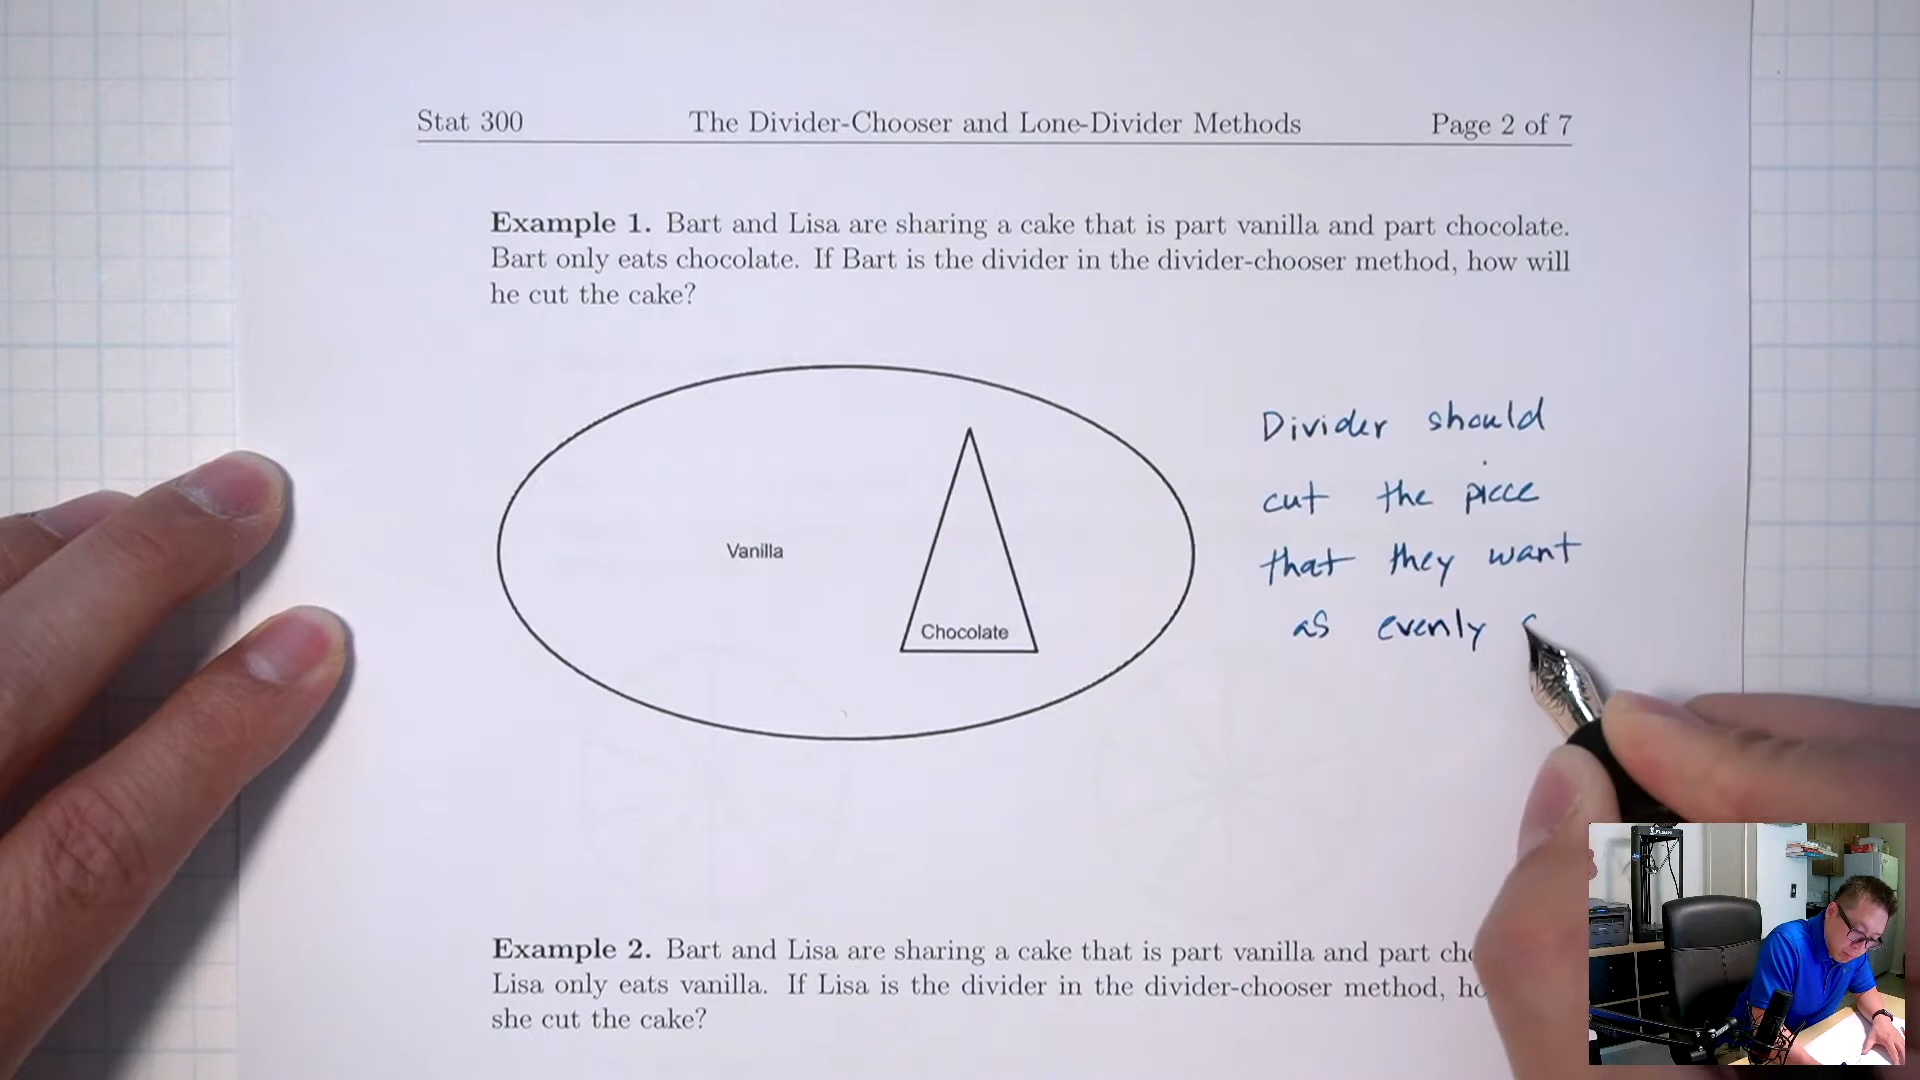 Stat 300 The Divider-Chooser and Lone-Divider Methods Page 2 of 7
Example 1. Bart and Lisa are sharing a cake that is part vanilla and part chocolate.
Bart only eats chocolate. If Bart is the divider in the divider-chooser method, how will
he cut the cake?
Divider should
cut the piece
that they want
as evenly
Vanilla
Chocolate
Example 2. Bart and Lisa are sharing a cake that is part vanilla and part
Lisa only eats vanilla. If Lisa is the divider in the divider-chooser method,
she cut the cake?